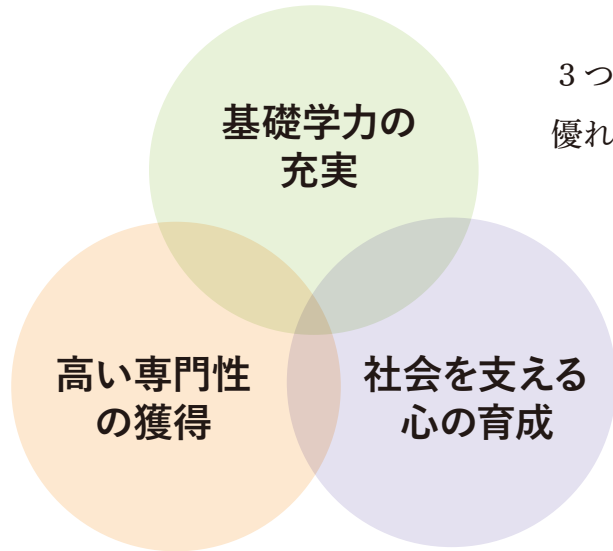 3つ
優れ
基礎学力の
充実
高い専門性
の獲得
社会を支える
心の育成